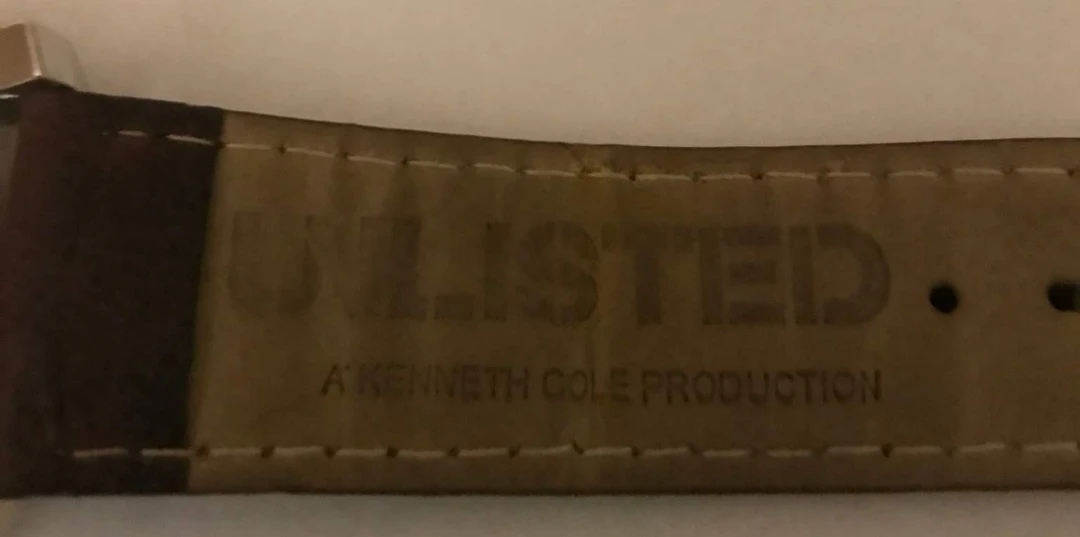 UNLISTED
A KENNETH COLE PRODUCTION